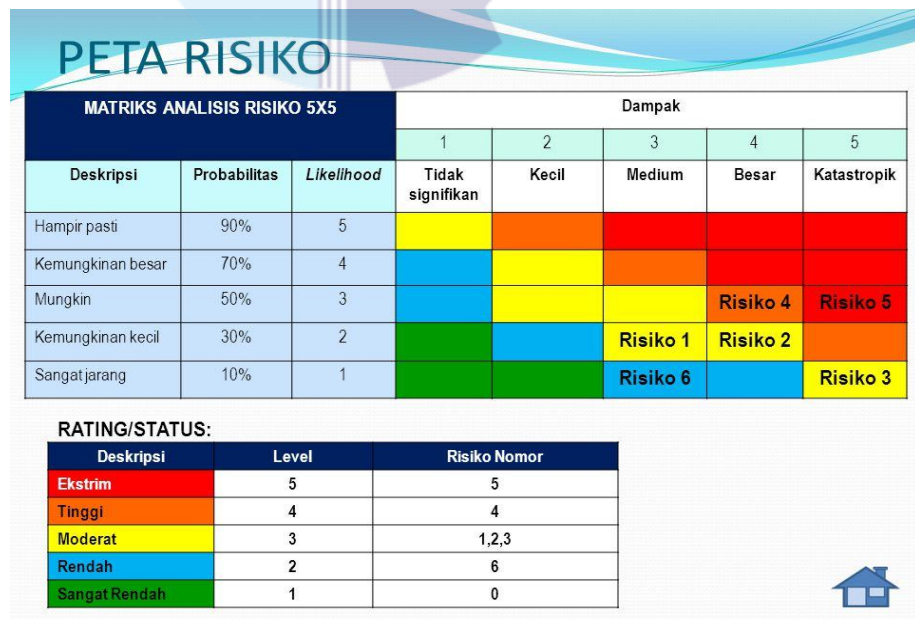 PETA RISIKO
MATRIKS ANALISIS RISIKO 5X5 Dampak
1 2 3 4 5
Deskripsi Probabilitas Likelihood Tidak signifikan Kecil Medium Besar Katastropik
Hampir pasti 90% 5
Kemungkinan besar 70% 4
Mungkin 50% 3 Risiko 4 Risiko 5
Kemungkinan kecil 30% 2 Risiko 1 Risiko 2
Sangat jarang 10% 1 Risiko 6 Risiko 3
RATING/STATUS:
Deskripsi Level Risiko Nomor
Ekstrim 5 5
Tinggi 4 4
Moderat 3 1,2,3
Rendah 2 6
Sangat Rendah 1 0